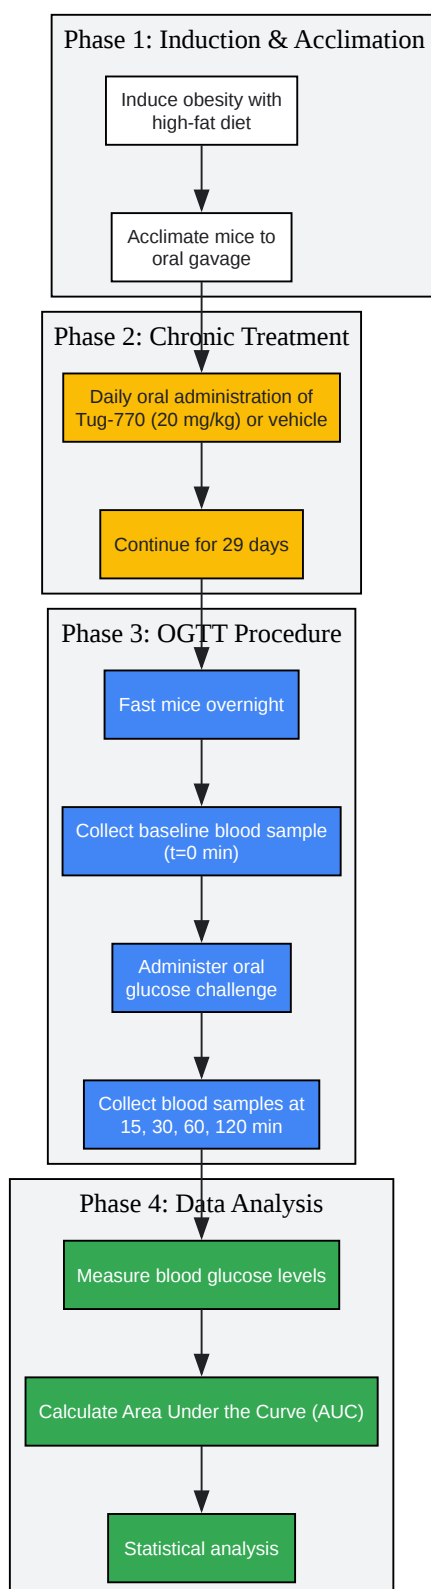 Phase 1: Induction & Acclimation
Induce obesity with
high-fat diet
Acclimate mice to
oral gavage
Phase 2: Chronic Treatment
Daily oral administration of
Tug-770 (20 mg/kg) or vehicle
Continue for 29 days
Phase 3: OGTT Procedure
Fast mice overnight
Collect baseline blood sample
(t=0 min)
Administer oral
glucose challenge
Collect blood samples at
15, 30, 60, 120 min
Phase 4: Data Analysis
Measure blood glucose levels
Calculate Area Under the Curve (AUC)
Statistical analysis